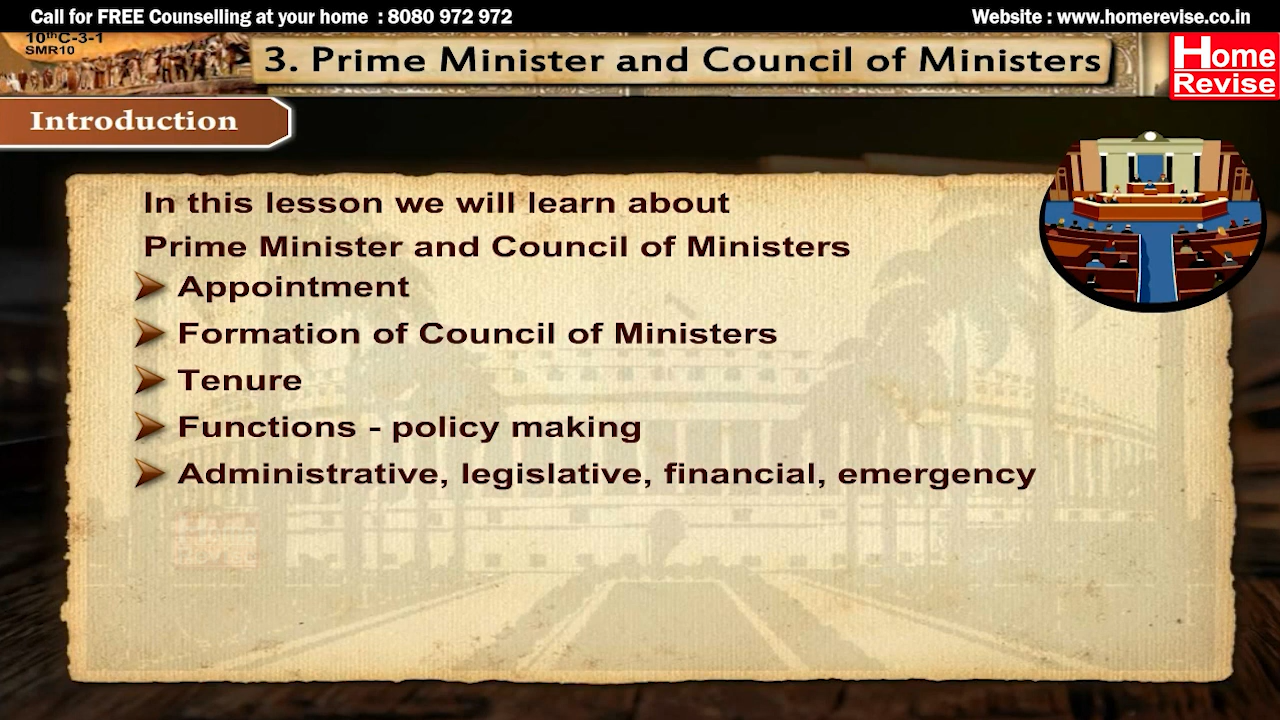 Call for FREE Counselling at your home : 8080 972 972
Website : www.homerevise.co.in
10thC-3-1
SMR10
3. Prime Minister and Council of Ministers
Home
Revise
Introduction
In this lesson we will learn about
Prime Minister and Council of Ministers
Appointment
Formation of Council of Ministers
Tenure
Functions - policy making
Administrative, legislative, financial, emergency